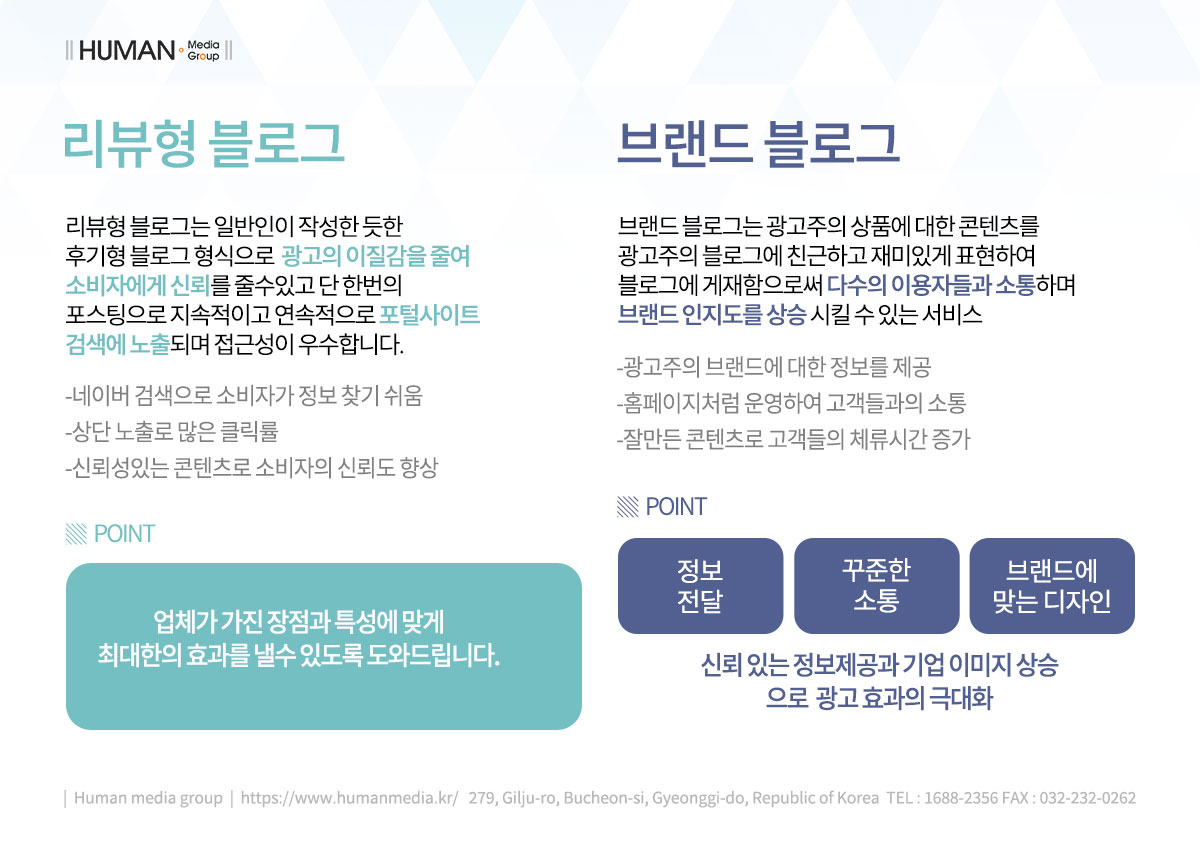 HUMAN Media Group
리뷰형 블로그
리뷰형 블로그는 일반인이 작성한 듯한
후기형 블로그 형식으로 광고의 이질감을 줄여
소비자에게 신뢰를 줄수있고 단 한번의
포스팅으로 지속적이고 연속적으로 포털사이트
검색에 노출되며 접근성이 우수합니다.
-네이버 검색으로 소비자가 정보 찾기 쉬움
-상단 노출로 많은 클릭률
-신뢰성있는 콘텐츠로 소비자의 신뢰도 향상
POINT
업체가 가진 장점과 특성에 맞게
최대한의 효과를 낼수 있도록 도와드립니다.
브랜드 블로그
브랜드 블로그는 광고주의 상품에 대한 콘텐츠를
광고주의 블로그에 친근하고 재미있게 표현하여
블로그에 게재함으로써 다수의 이용자들과 소통하며
브랜드 인지도를 상승 시킬 수 있는 서비스
-광고주의 브랜드에 대한 정보를 제공
-홈페이지처럼 운영하여 고객들과의 소통
-잘만든 콘텐츠로 고객들의 체류시간 증가
POINT
정보
전달
꾸준한
소통
브랜드에
맞는 디자인
신뢰 있는 정보제공과 기업 이미지 상승
으로 광고 효과의 극대화
| Human media group | https://www.humanmedia.kr/ 279, Gilju-ro, Bucheon-si, Gyeonggi-do, Republic of Korea TEL : 1688-2356 FAX : 032-232-0262